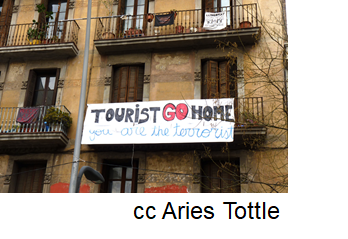 TOURIST GO HOME
you are the terrorist
cc Aries Tottle